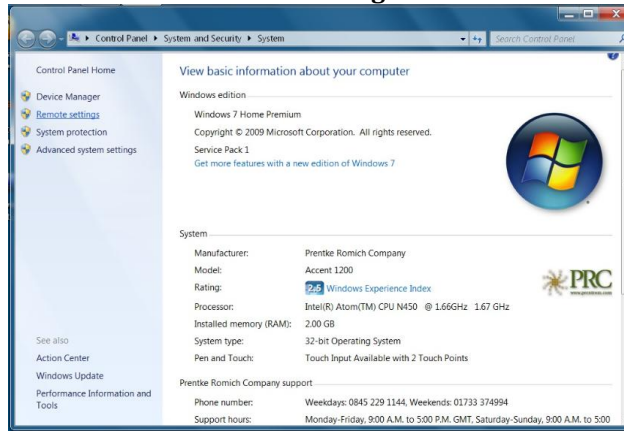 Control Panel ▸ System and Security ▸ System
Search Control Panel
Control Panel Home
Device Manager
Remote settings
System protection
Advanced system settings
See also
Action Center
Windows Update
Performance Information and
Tools
View basic information about your computer
Windows edition
Windows 7 Home Premium
Copyright © 2009 Microsoft Corporation. All rights reserved.
Service Pack 1
Get more features with a new edition of Windows 7
System
Manufacturer: Prentke Romich Company
Model: Accent 1200
Rating: 2.6 Windows Experience Index
Processor: Intel(R) Atom(TM) CPU N450 @ 1.66GHz 1.67 GHz
Installed memory (RAM): 2.00 GB
System type: 32-bit Operating System
Pen and Touch: Touch Input Available with 2 Touch Points
PRC
Prentke Romich Company support
Phone number: Weekdays: 0845 229 1144, Weekends: 01733 374994
Support hours: Monday-Friday, 9:00 A.M. to 5:00 P.M. GMT, Saturday-Sunday, 9:00 A.M. to 5:00